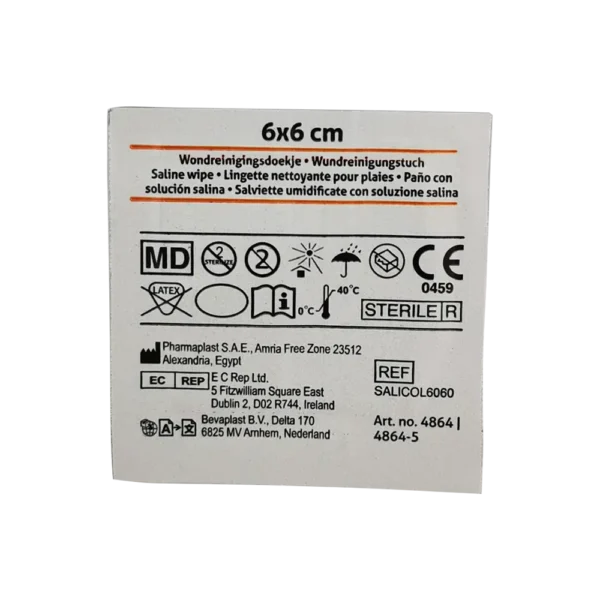 6x6 cm
Wondreinigingsdoekje • Wundreinigungstuch
Saline wipe • Lingette nettoyante pour plaies • Paño con
solución salina • Salviette umidificate con soluzione salina
MD
2
STERILIZE
2
CE
0459
LATEX
i
0°C
40°C
STERILE R
Pharmaplast S.A.E., Amria Free Zone 23512
Alexandria, Egypt
EC REP
E C Rep Ltd.
5 Fitzwilliam Square East
Dublin 2, D02 R744, Ireland
REF
SALICOL6060
Bevaplast B.V., Delta 170
6825 MV Arnhem, Nederland
Art. no. 4864 |
4864-5